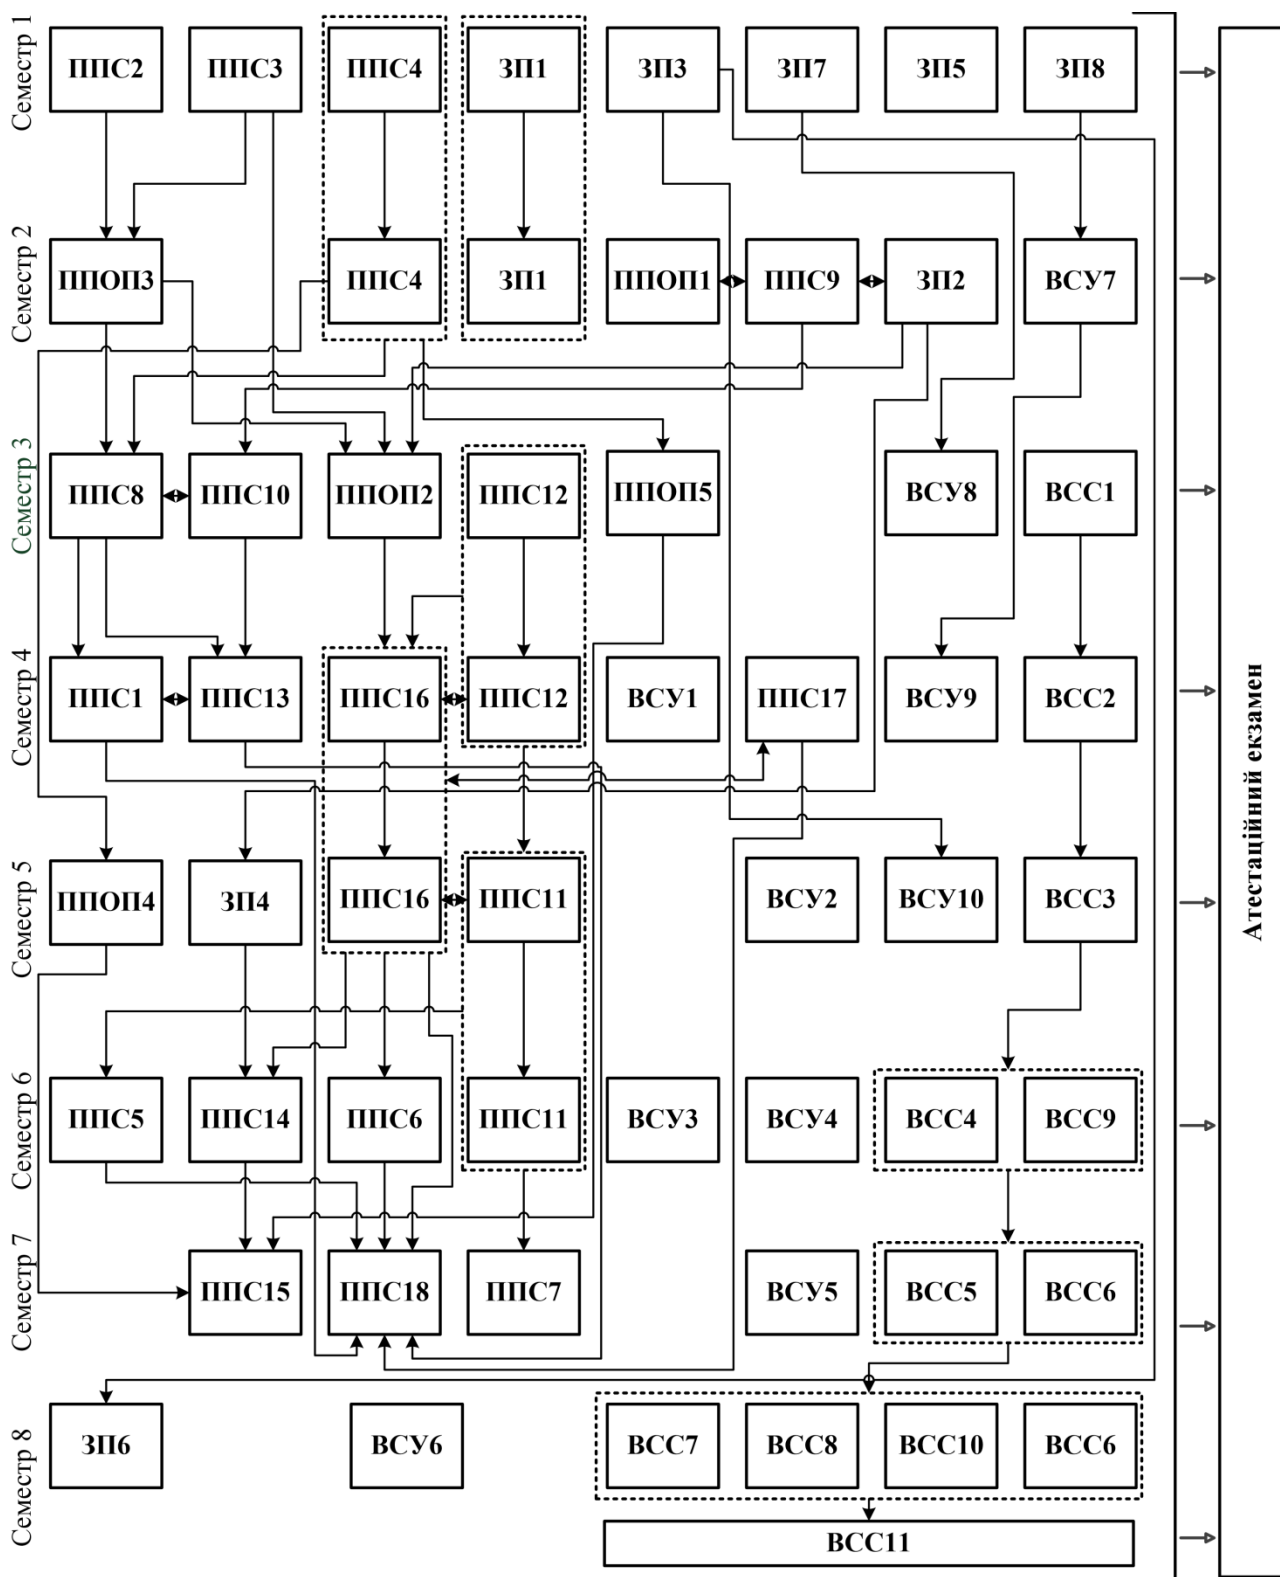 Семестр 1
ППС2
ППС3
ППС4
ЗП1
ЗП3
ЗП7
ЗП5
ЗП8
Семестр 2
ППОП3
ППС4
ЗП1
ППОП1
ППС9
ЗП2
ВСУ7
Семестр 3
ППС8
ППС10
ППОП2
ППС12
ППОП5
ВСУ8
ВСС1
Семестр 4
ППС1
ППС13
ППС16
ППС12
ВСУ1
ППС17
ВСУ9
ВСС2
Семестр 5
ППОП4
ЗП4
ППС16
ППС11
ВСУ2
ВСУ10
ВСС3
Семестр 6
ППС5
ППС14
ППС6
ППС11
ВСУ3
ВСУ4
ВСС4
ВСС9
Семестр 7
ППС15
ППС18
ППС7
ВСУ5
ВСС5
ВСС6
Семестр 8
ЗП6
ВСУ6
ВСС7
ВСС8
ВСС10
ВСС6
ВСС11
Атестаційний екзамен